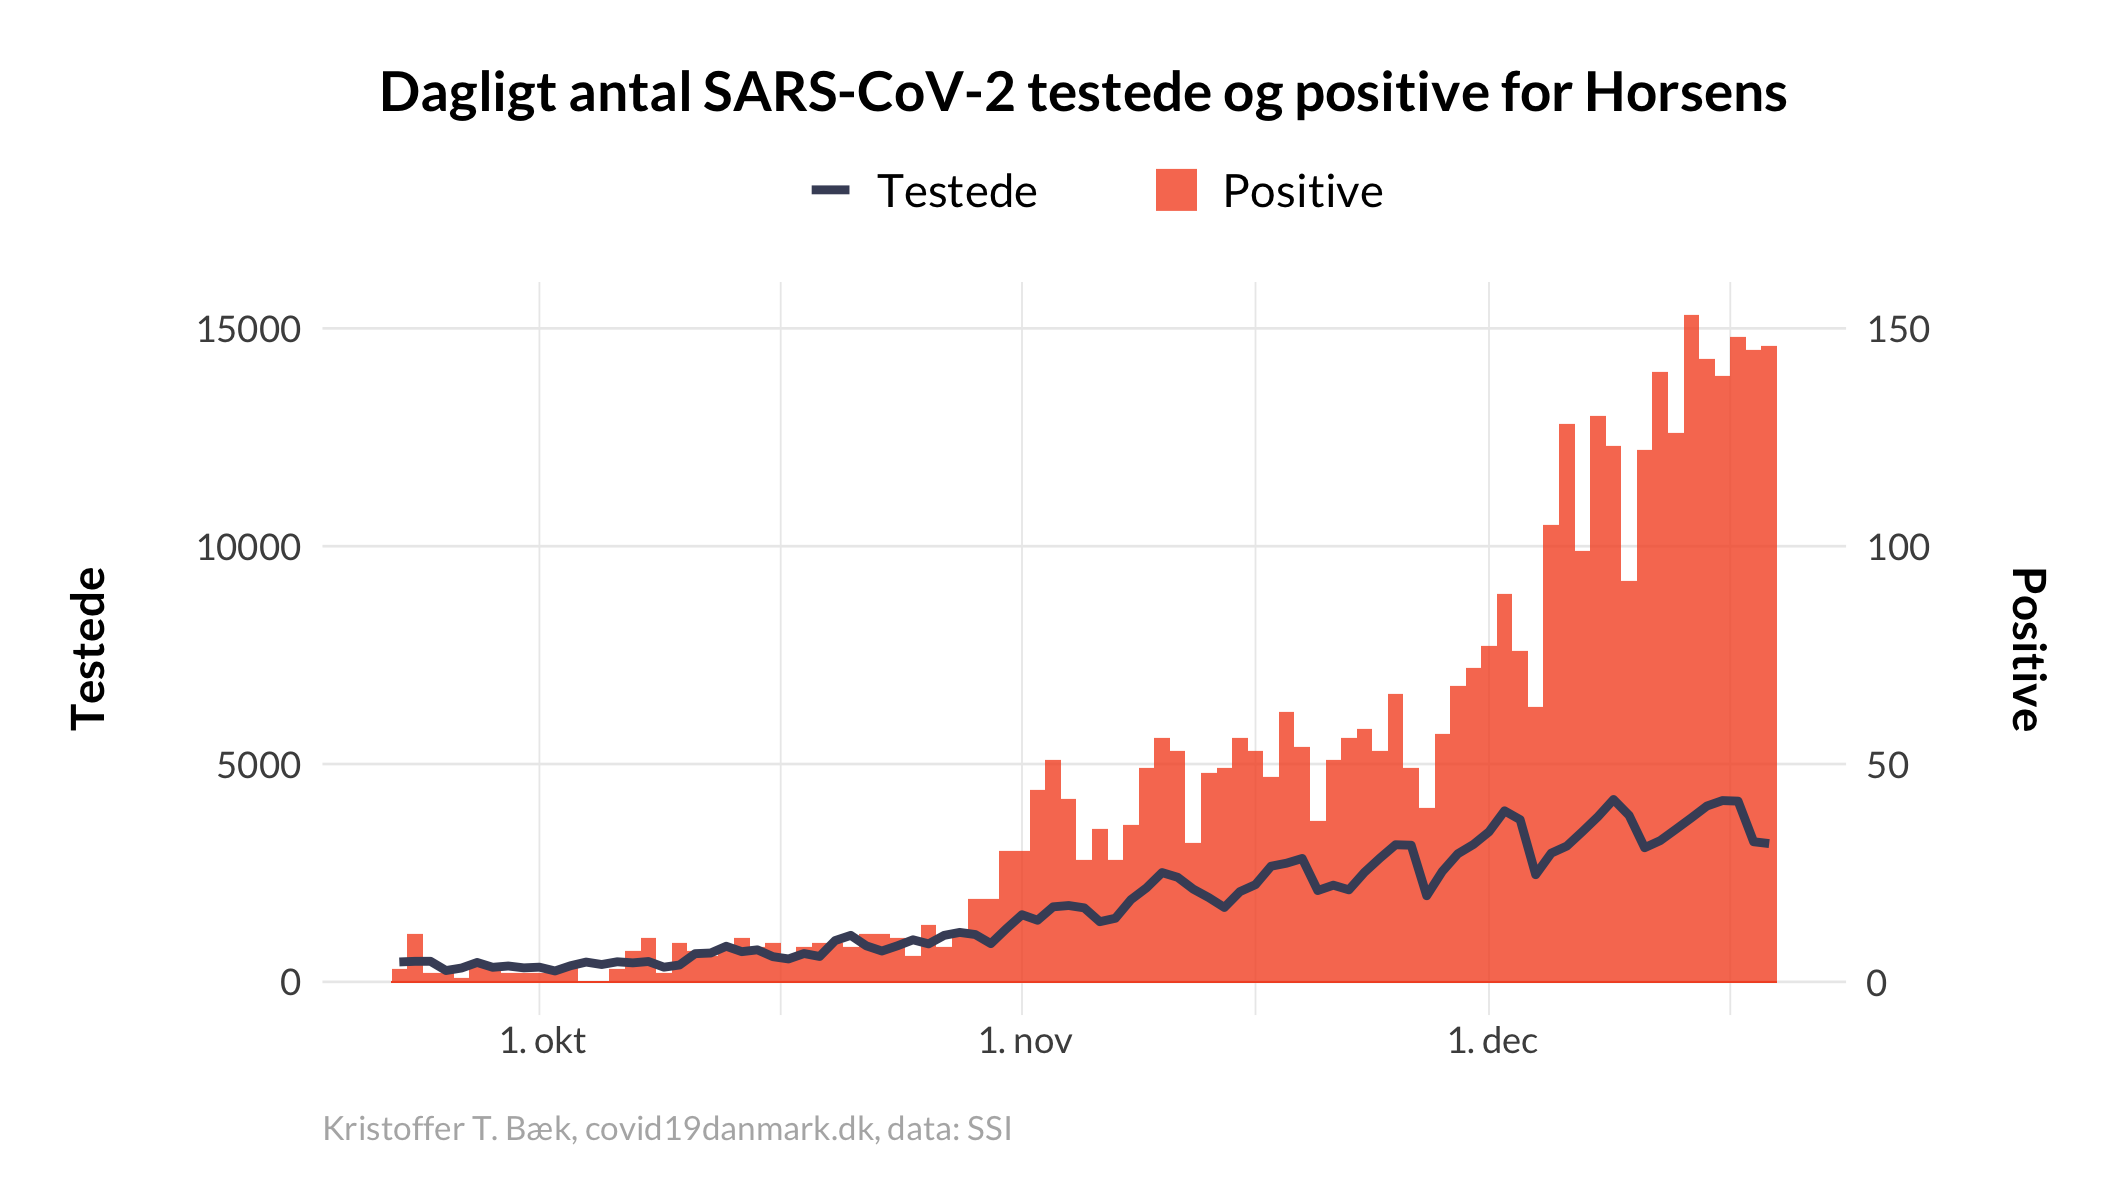 Dagligt antal SARS-CoV-2 testede og positive for Horsens
Testede
Positive
15000
10000
5000
0
150
100
50
0
Testede
Positive
1. okt
1. nov
1. dec
Kristoffer T. Bæk, covid19danmark.dk, data: SSI